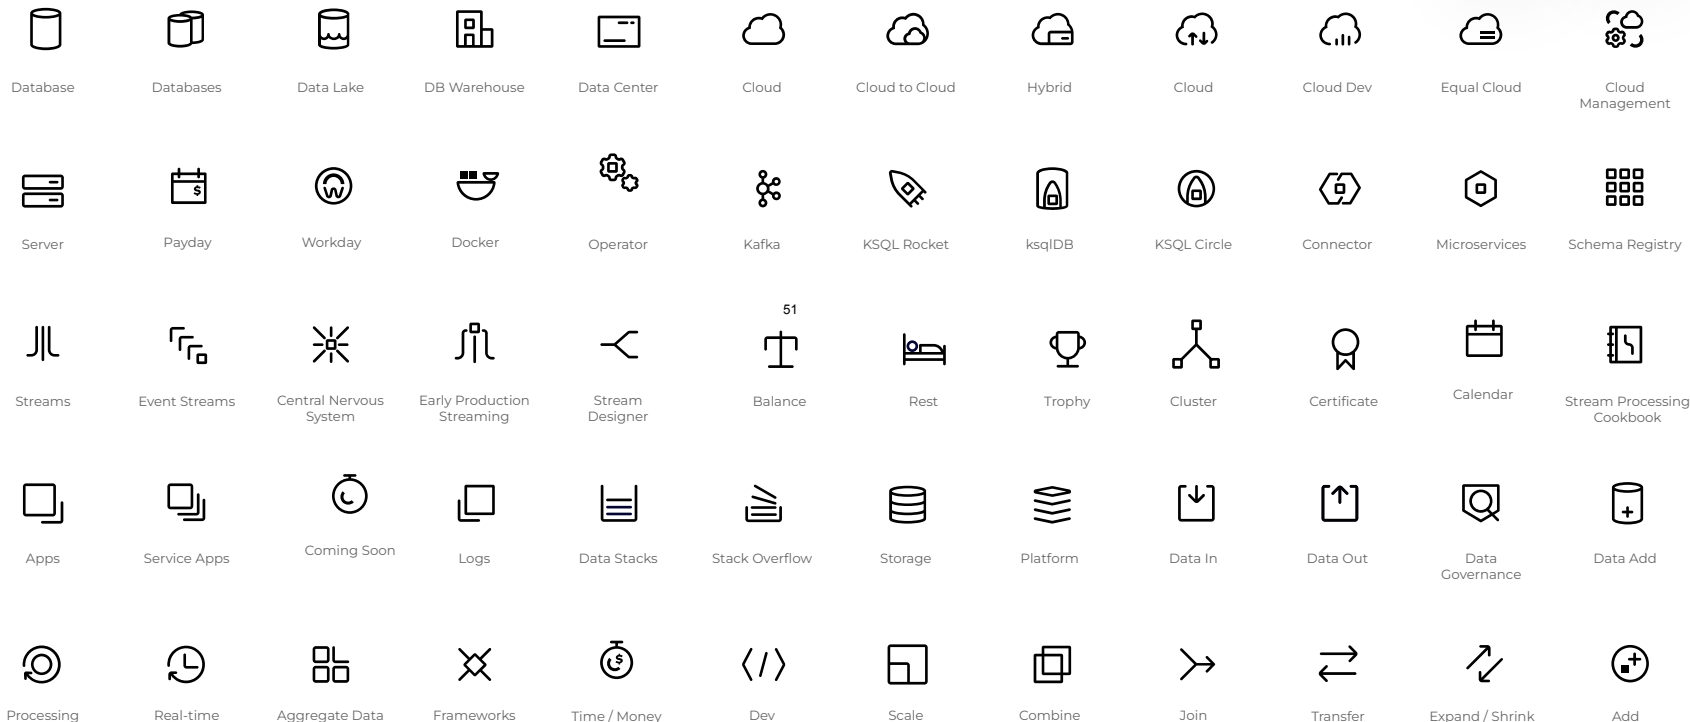 Database Databases Data Lake DB Warehouse Data Center Cloud Cloud to Cloud Hybrid Cloud Cloud Dev Equal Cloud Cloud
Management
$
W
Server Payday Workday Docker Operator Kafka KSQL Rocket ksqlDB KSQL Circle Connector Microservices Schema Registry
51
Streams Event Streams Central Nervous Early Production Stream Balance Rest Trophy Cluster Certificate Calendar Stream Processing
System Streaming Designer Cookbook
Apps Service Apps Coming Soon Logs Data Stacks Stack Overflow Storage Platform Data In Data Out Data Data Add
Governance
$
Processing Real-time Aggregate Data Frameworks Time / Money Dev Scale Combine Join Transfer Expand / Shrink Add